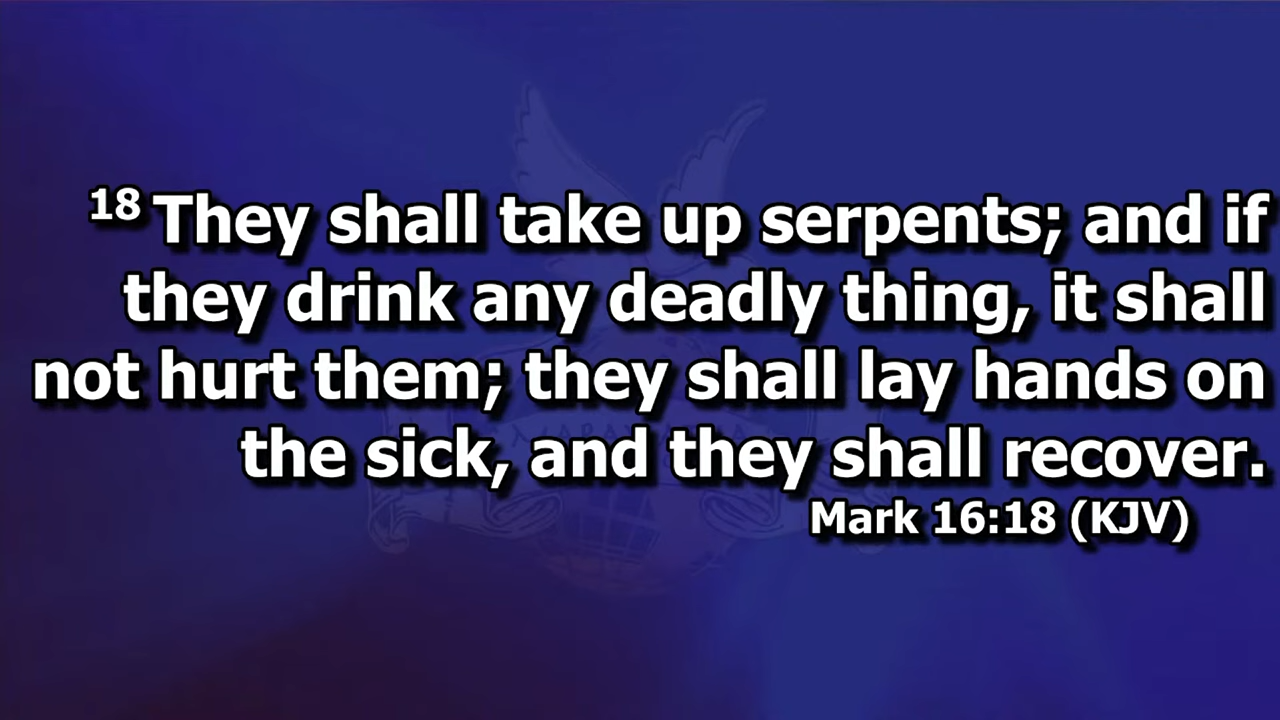 18 They shall take up serpents; and if
they drink any deadly thing, it shall
not hurt them; they shall lay hands on
the sick, and they shall recover.
Mark 16:18 (KJV)